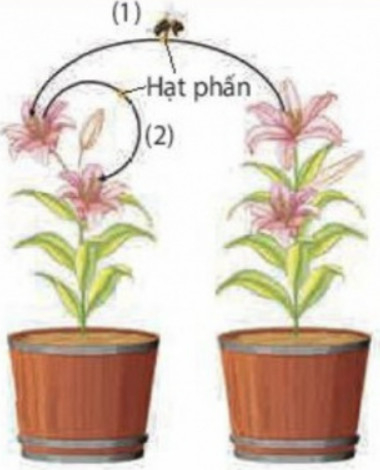 (1)
Hạt phấn
(2)